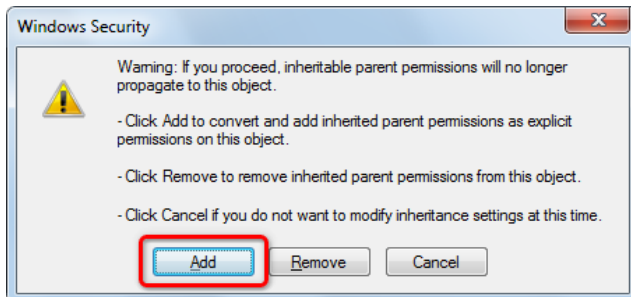 Windows Security
Warning: If you proceed, inheritable parent permissions will no longer
propagate to this object.
- Click Add to convert and add inherited parent permissions as explicit
permissions on this object.
- Click Remove to remove inherited parent permissions from this object.
- Click Cancel if you do not want to modify inheritance settings at this time.
Add Remove Cancel